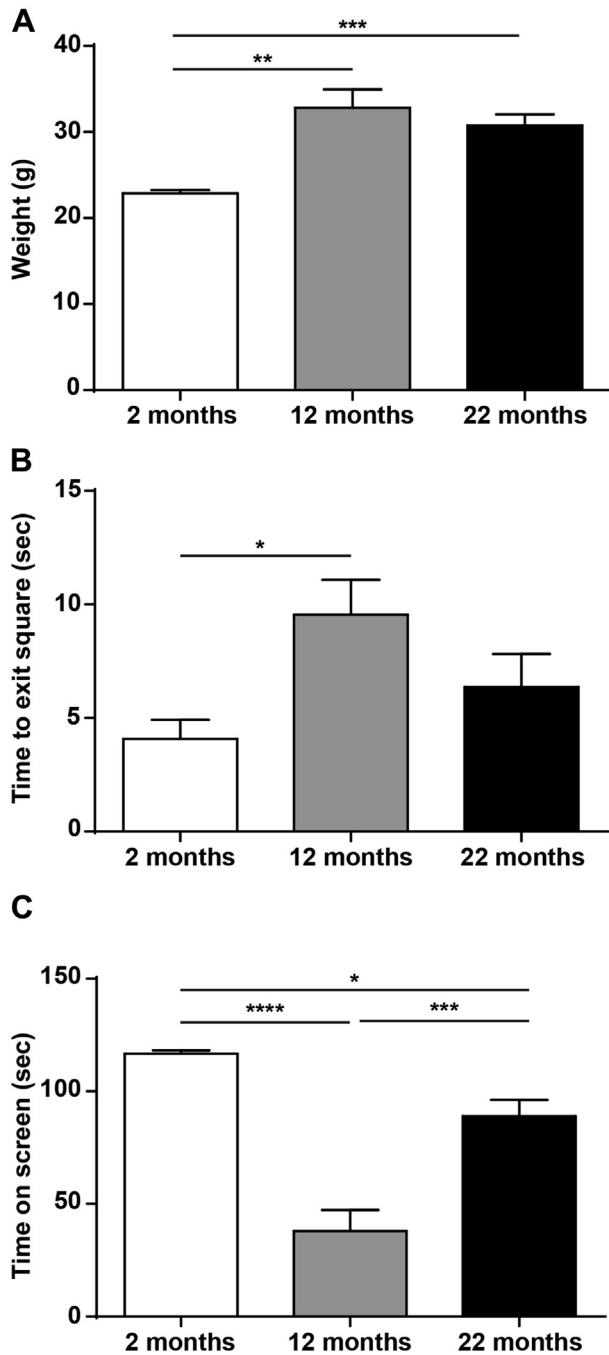 A
***
**
40
30
20
10
0
Weight (g)
2 months 12 months 22 months
B
15
10
5
0
*
Time to exit square (sec)
2 months 12 months 22 months
C
150
100
50
0
*
**** ***
Time on screen (sec)
2 months 12 months 22 months